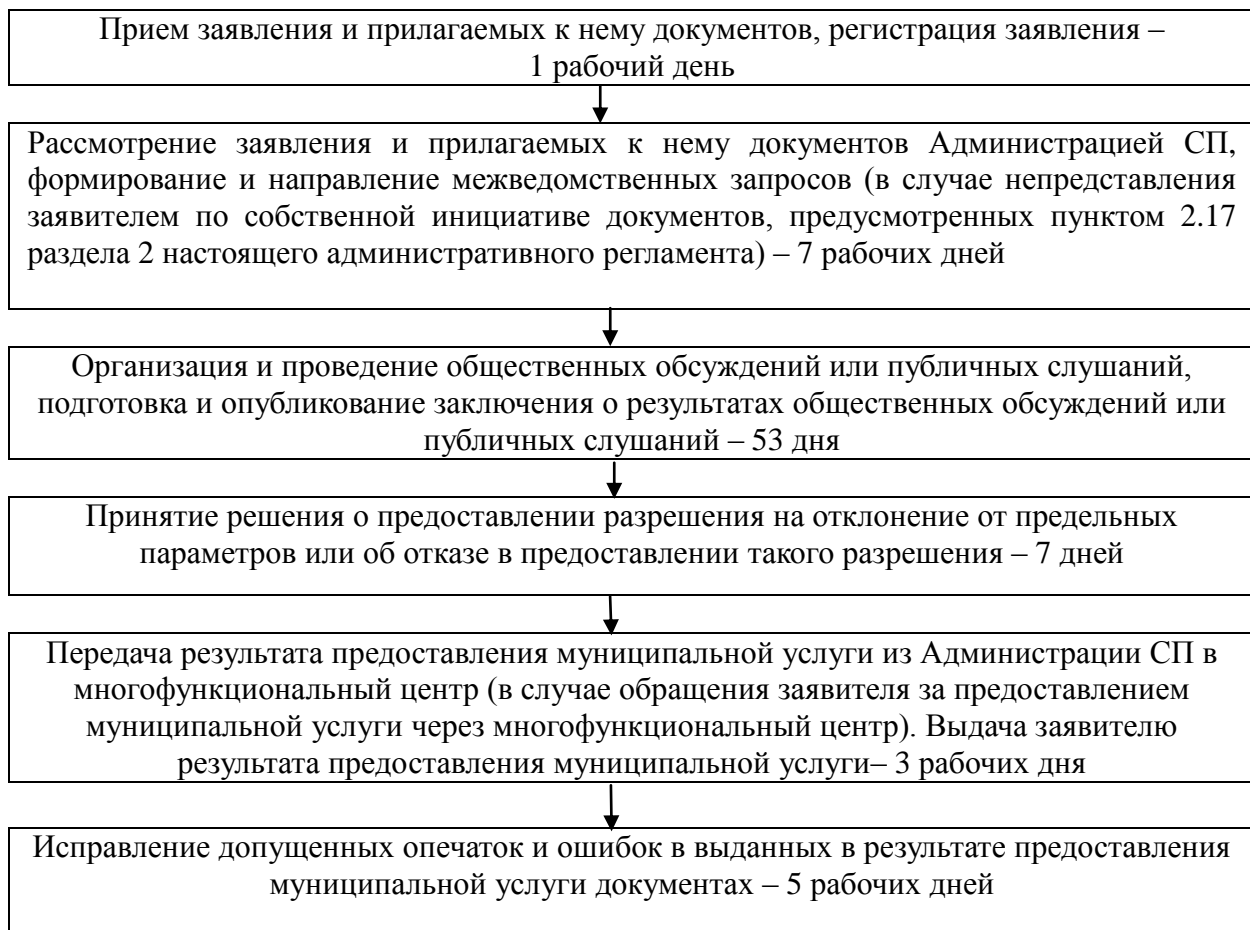 Прием заявления и прилагаемых к нему документов, регистрация заявления –
1 рабочий день
Рассмотрение заявления и прилагаемых к нему документов Администрацией СП,
формирование и направление межведомственных запросов (в случае непредставления
заявителем по собственной инициативе документов, предусмотренных пунктом 2.17
раздела 2 настоящего административного регламента) – 7 рабочих дней
Организация и проведение общественных обсуждений или публичных слушаний,
подготовка и опубликование заключения о результатах общественных обсуждений или
публичных слушаний – 53 дня
Принятие решения о предоставлении разрешения на отклонение от предельных
параметров или об отказе в предоставлении такого разрешения – 7 дней
Передача результата предоставления муниципальной услуги из Администрации СП в
многофункциональный центр (в случае обращения заявителя за предоставлением
муниципальной услуги через многофункциональный центр). Выдача заявителю
результата предоставления муниципальной услуги– 3 рабочих дня
Исправление допущенных опечаток и ошибок в выданных в результате предоставления
муниципальной услуги документах – 5 рабочих дней